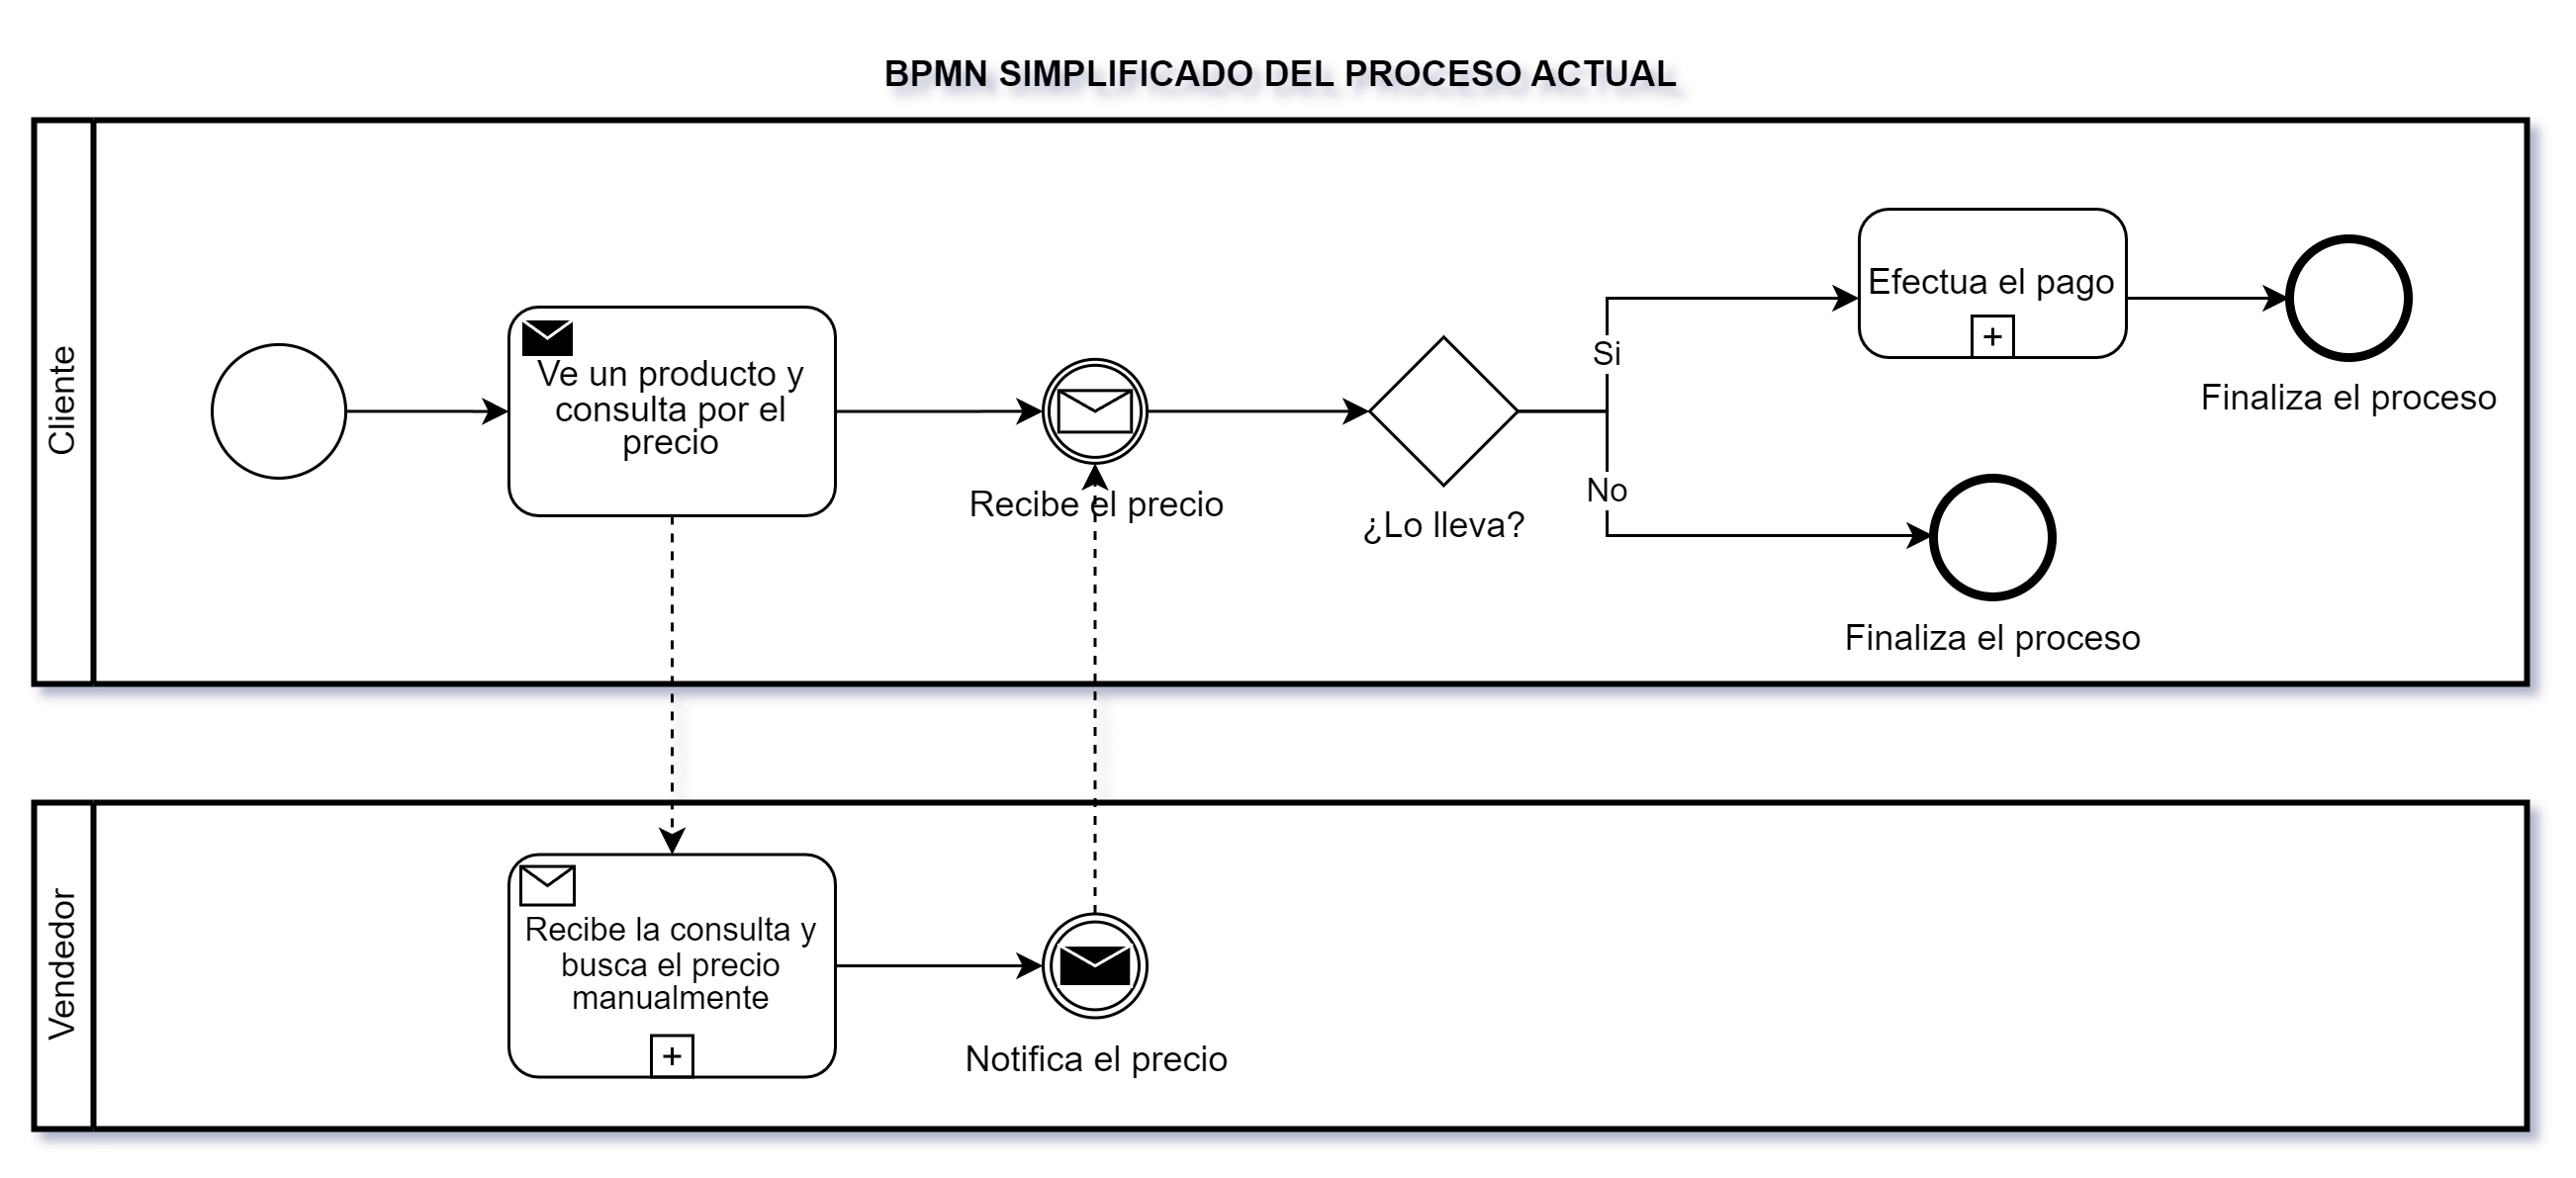 BPMN SIMPLIFICADO DEL PROCESO ACTUAL
Cliente
Ve un producto y
consulta por el
precio
Recibe el precio
¿Lo lleva?
Si
No
Efectua el pago
Finaliza el proceso
Finaliza el proceso
Vendedor
Recibe la consulta y
busca el precio
manualmente
Notifica el precio